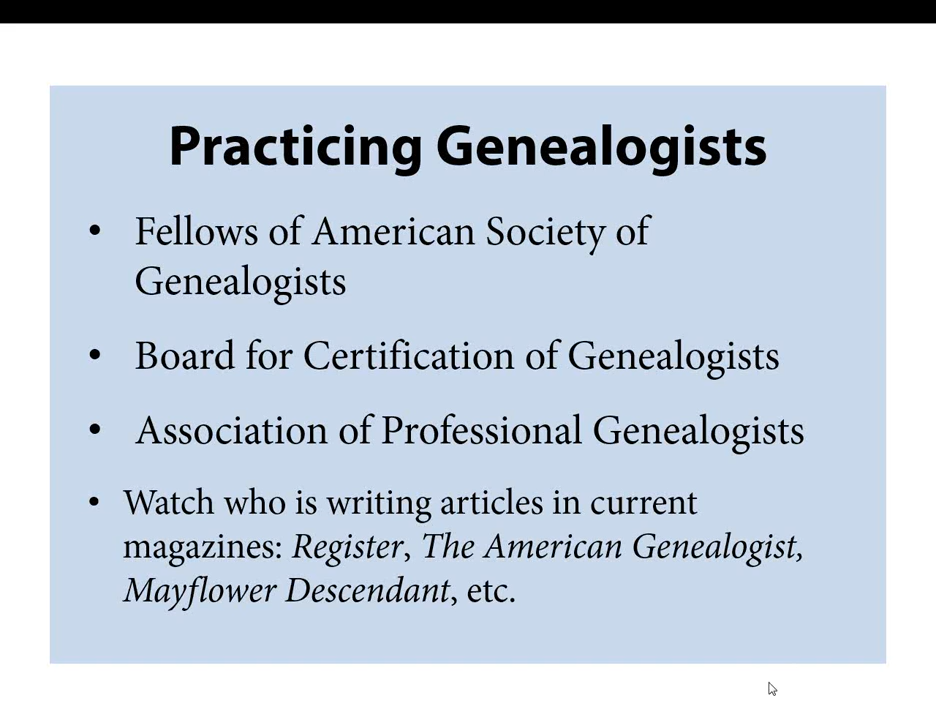 Practicing Genealogists
• Fellows of American Society of
Genealogists
• Board for Certification of Genealogists
• Association of Professional Genealogists
• Watch who is writing articles in current
magazines: Register, The American Genealogist,
Mayflower Descendant, etc.